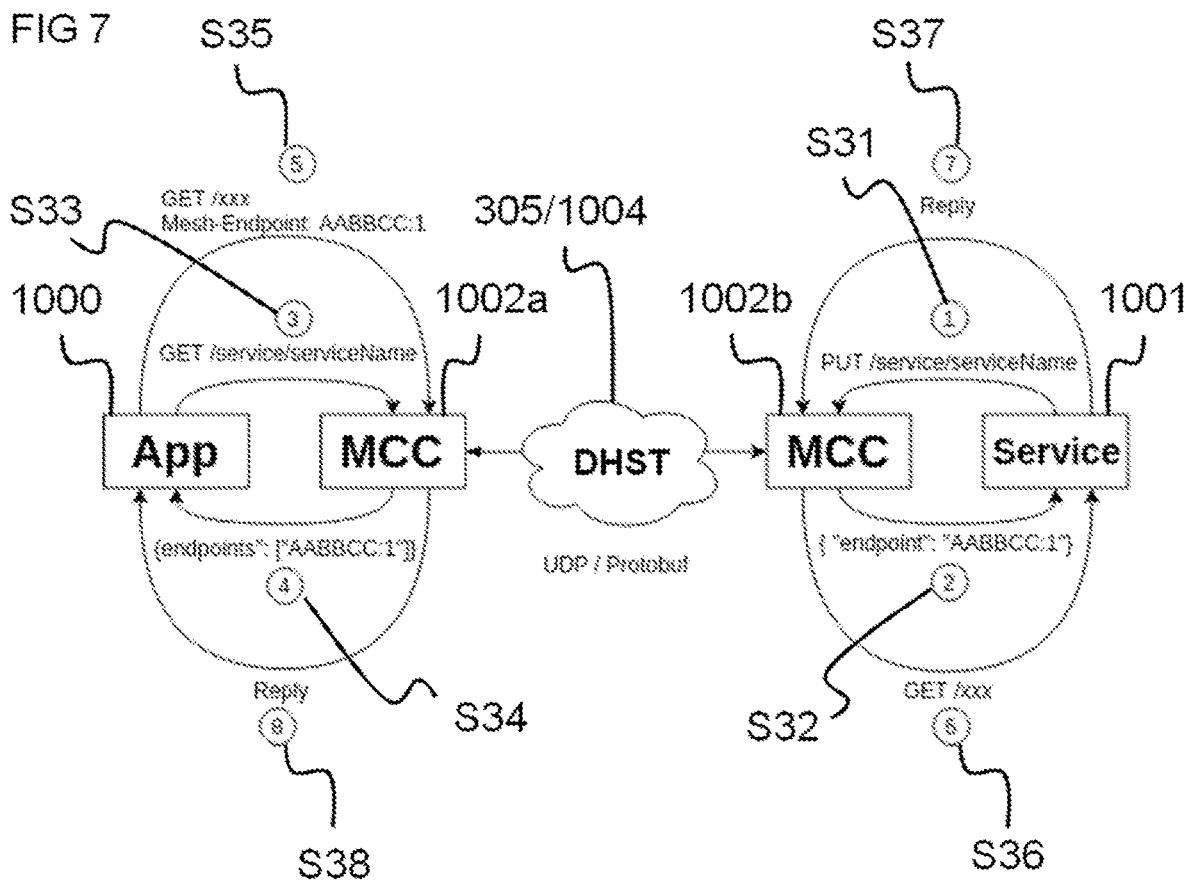 FIG 7
S35
S37
S31
5
7
GET /xxx
Mesh-Endpoint: AABBCC:1
Reply
S33
305/1004
1000
1002a
1002b
1001
3
1
GET /service/serviceName
PUT /service/serviceName
App
MCC
DHST
MCC
Service
{endpoints": ["AABBCC:1"]}
{ "endpoint": "AABBCC:1"}
UDP / Protobuf
4
2
Reply
GET /xxx
S34
S32
6
S38
S36